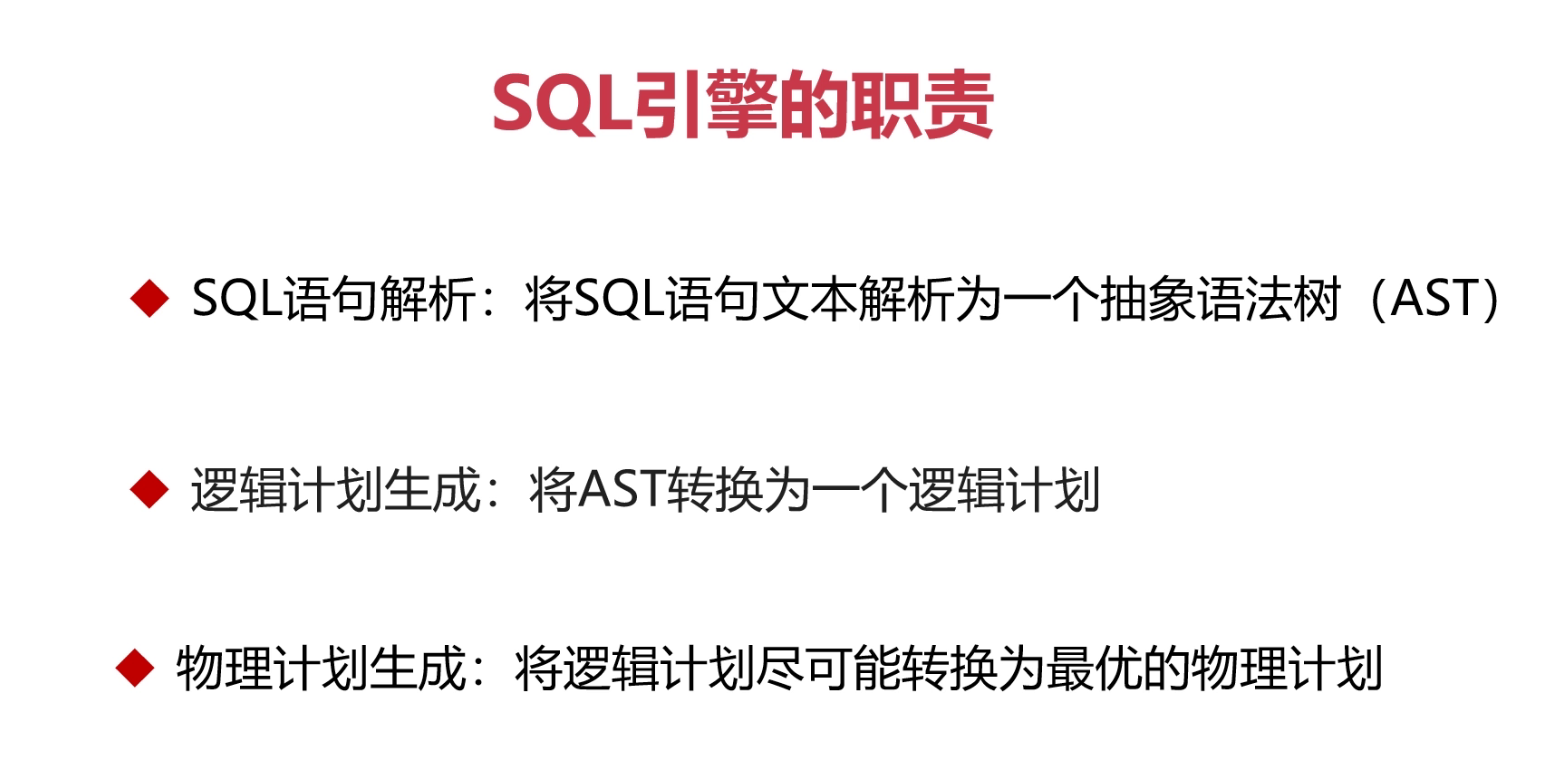 SQL引擎的职责
◆ SQL语句解析：将SQL语句文本解析为一个抽象语法树（AST）
◆ 逻辑计划生成：将AST转换为一个逻辑计划
◆ 物理计划生成：将逻辑计划尽可能转换为最优的物理计划